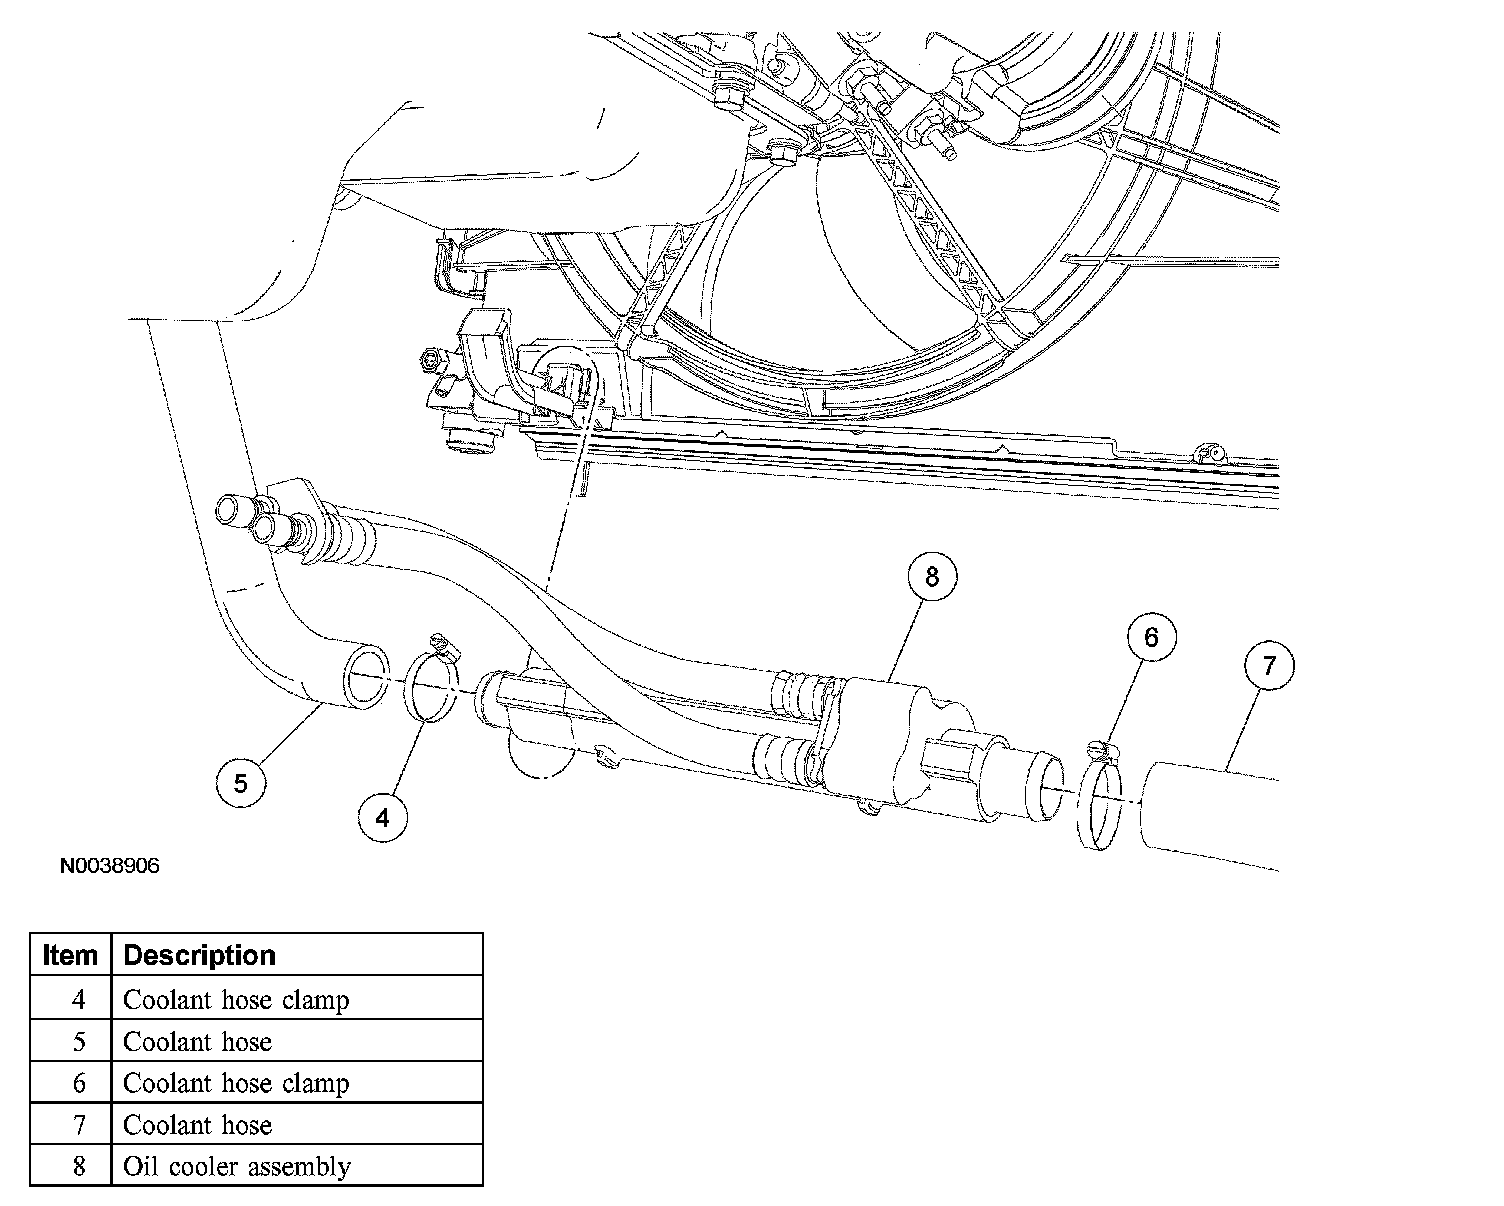 8
6
7
5
4
N0038906
Item Description
4 Coolant hose clamp
5 Coolant hose
6 Coolant hose clamp
7 Coolant hose
8 Oil cooler assembly